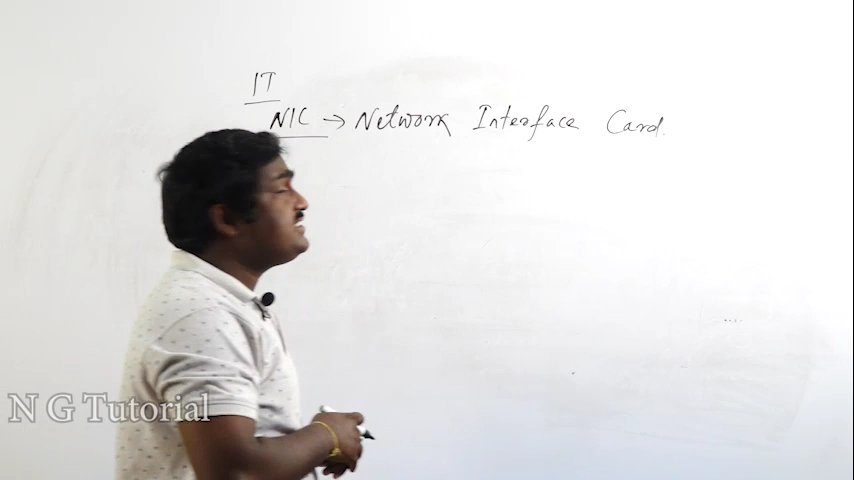 IT
NIC → Network Interface Card.
N G Tutorial